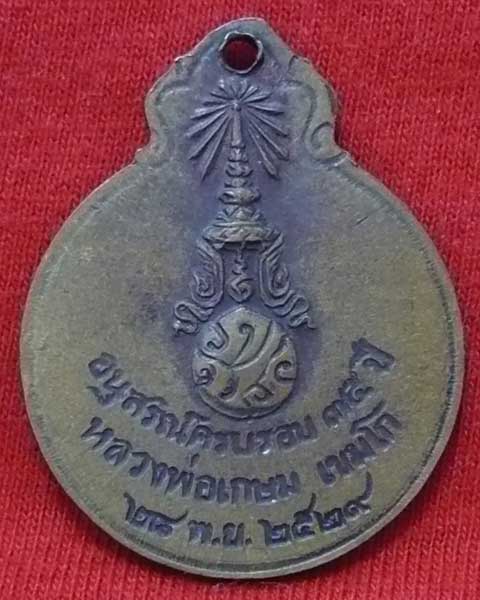 อนุสรณ์ครบรอบ ๗๕ ปี
หลวงพ่อเกษม เขมโก
๒๘ พ.ย. ๒๕๒๙